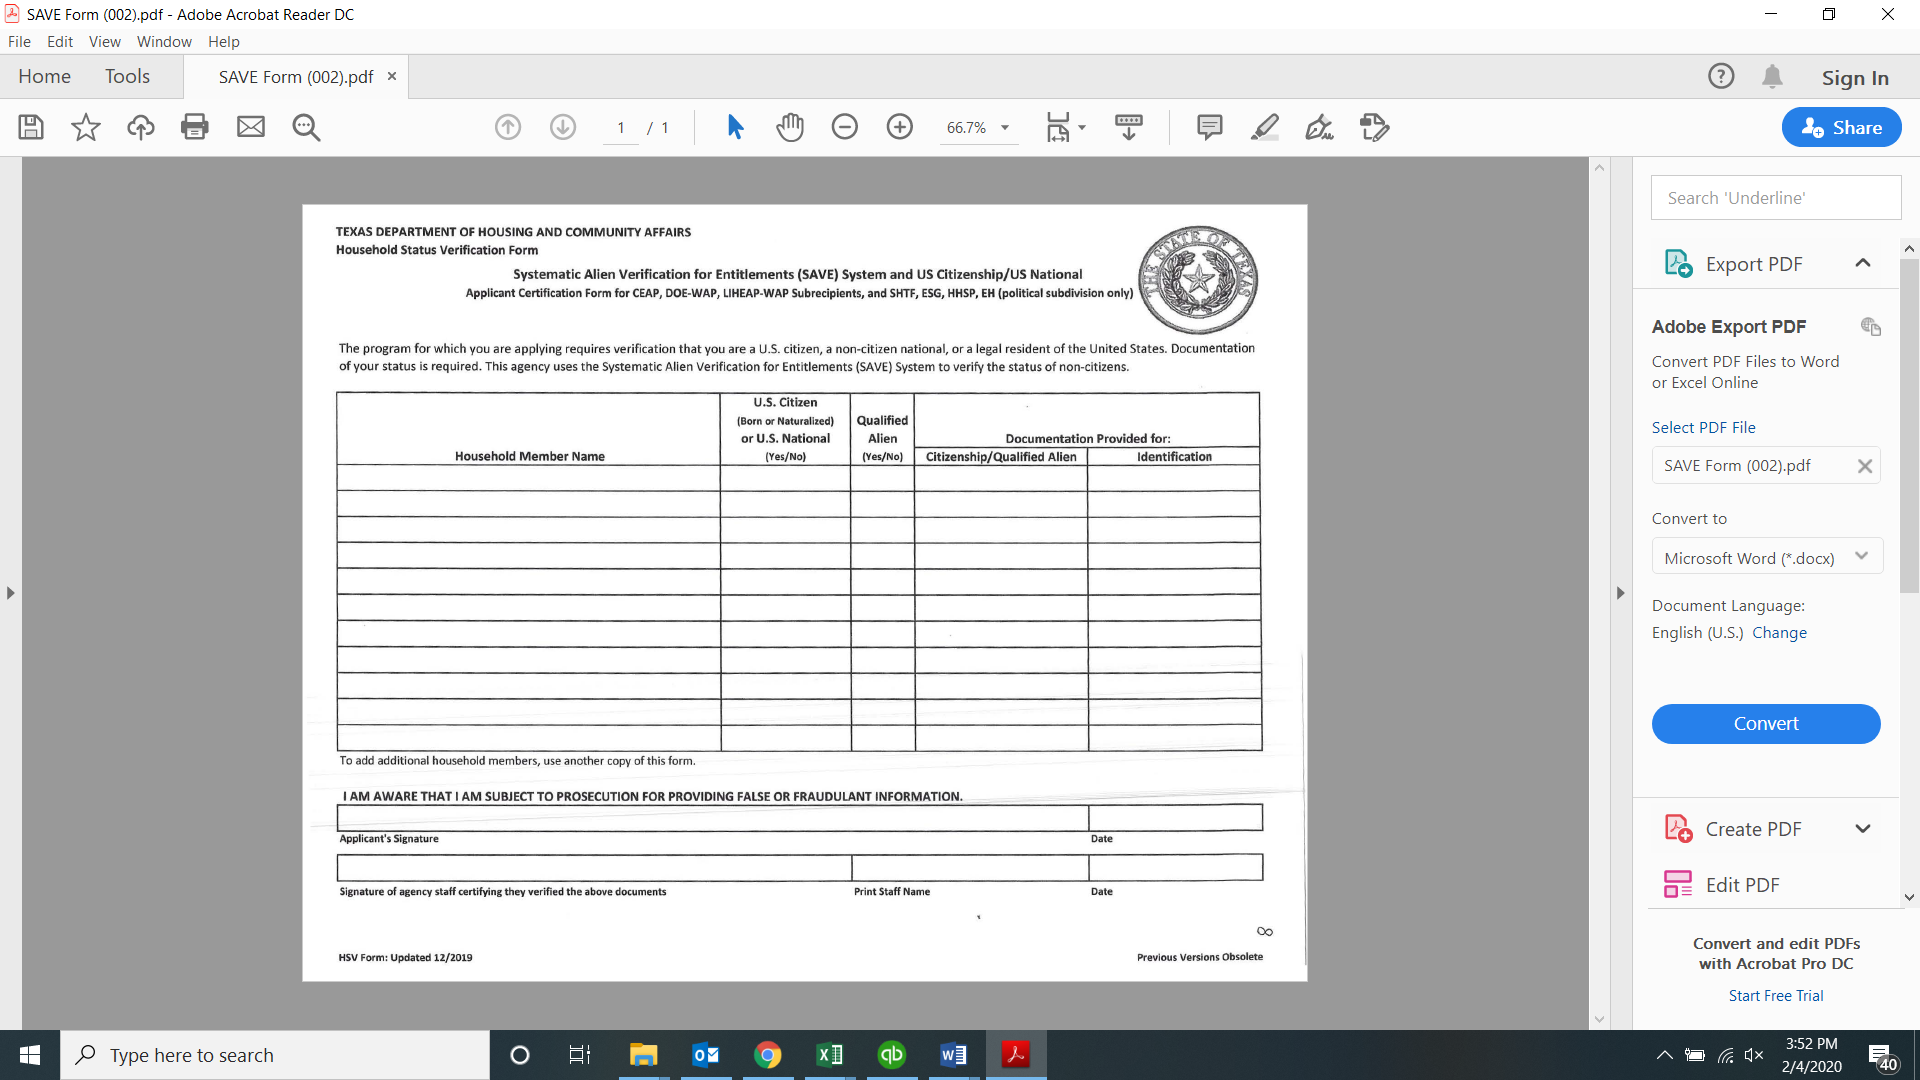 SAVE Form (002).pdf - Adobe Acrobat Reader DC
File Edit View Window Help
Home Tools SAVE Form (002).pdf ×
? Sign In
1 / 1 66.7% Share
TEXAS DEPARTMENT OF HOUSING AND COMMUNITY AFFAIRS
Household Status Verification Form
THE STATE OF TEXAS
Systematic Alien Verification for Entitlements (SAVE) System and US Citizenship/US National
Applicant Certification Form for CEAP, DOE-WAP, LIHEAP-WAP Subrecipients, and SHTF, ESG, HHSP, EH (political subdivision only)
The program for which you are applying requires verification that you are a U.S. citizen, a non-citizen national, or a legal resident of the United States. Documentation
of your status is required. This agency uses the Systematic Alien Verification for Entitlements (SAVE) System to verify the status of non-citizens.
Household Member Name
U.S. Citizen
(Born or Naturalized)
or U.S. National
(Yes/No)
Qualified
Alien
(Yes/No)
Documentation Provided for:
Citizenship/Qualified Alien
Identification
To add additional household members, use another copy of this form.
I AM AWARE THAT I AM SUBJECT TO PROSECUTION FOR PROVIDING FALSE OR FRAUDULANT INFORMATION.
Applicant's Signature Date
Signature of agency staff certifying they verified the above documents Print Staff Name Date
8
HSV Form: Updated 12/2019 Previous Versions Obsolete
Search 'Underline'
Export PDF
Adobe Export PDF
Convert PDF Files to Word
or Excel Online
Select PDF File
SAVE Form (002).pdf
Convert to
Microsoft Word (*.docx)
Document Language:
English (U.S.) Change
Convert
Create PDF
Edit PDF
Convert and edit PDFs
with Acrobat Pro DC
Start Free Trial
Type here to search
3:52 PM
2/4/2020
40